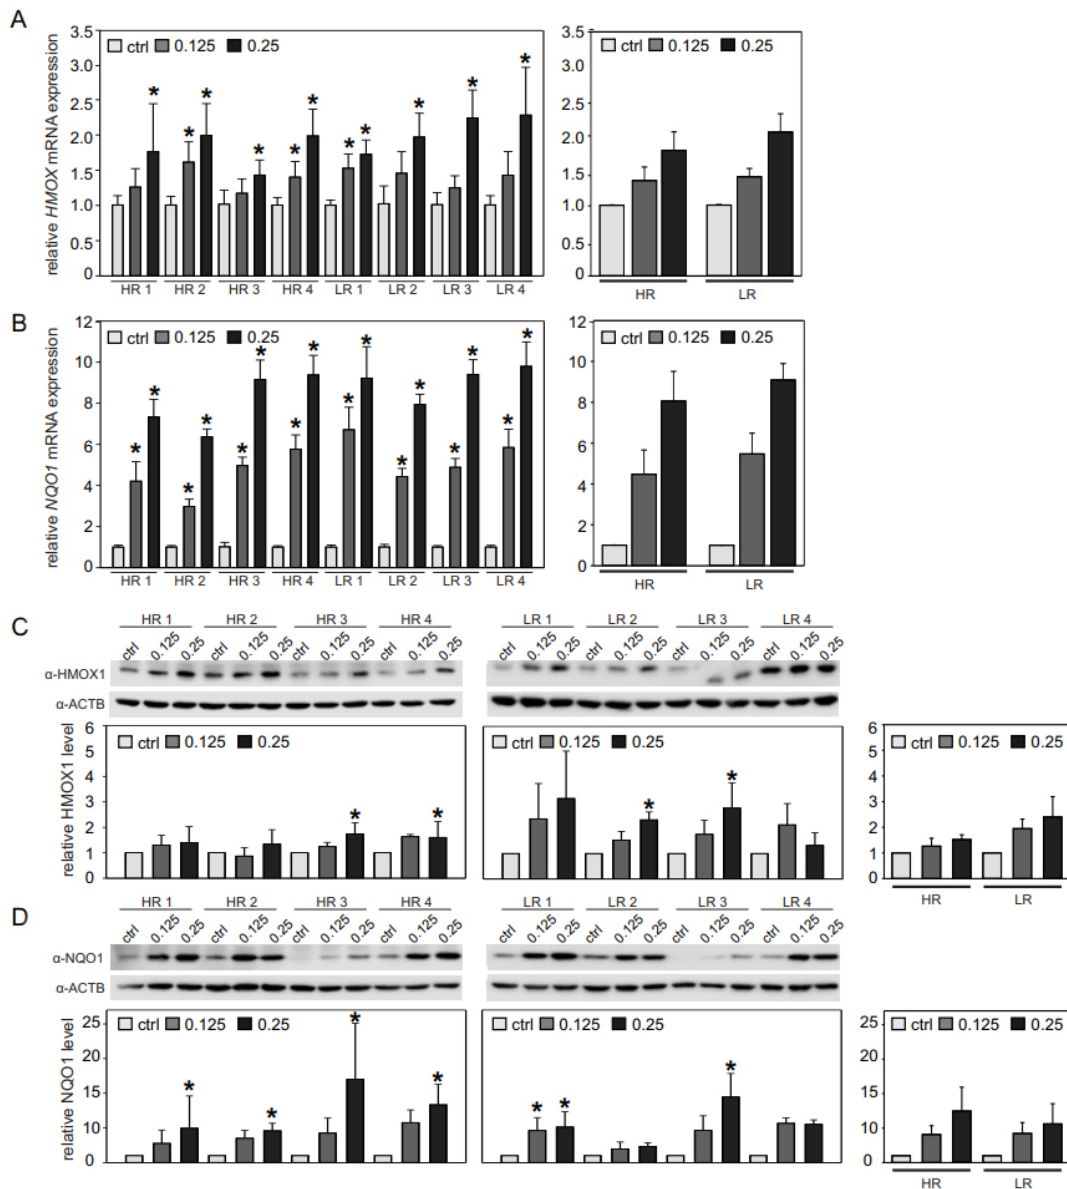 A
relative HMOX mRNA expression
3.5
3.0
2.5
2.0
1.5
1.0
0.5
0
ctrl 0.125 0.25
* * * * * * * * * * *
HR 1 HR 2 HR 3 HR 4 LR 1 LR 2 LR 3 LR 4
3.5
3.0
2.5
2.0
1.5
1.0
0.5
0
ctrl 0.125 0.25
HR LR
B
relative NQO1 mRNA expression
12
10
8
6
4
2
0
ctrl 0.125 0.25
* * * * * * * * * * * * * * * *
HR 1 HR 2 HR 3 HR 4 LR 1 LR 2 LR 3 LR 4
12
10
8
6
4
2
0
ctrl 0.125 0.25
HR LR
C
HR 1 HR 2 HR 3 HR 4
ctrl 0.125 0.25 ctrl 0.125 0.25 ctrl 0.125 0.25 ctrl 0.125 0.25
LR 1 LR 2 LR 3 LR 4
ctrl 0.125 0.25 ctrl 0.125 0.25 ctrl 0.125 0.25 ctrl 0.125 0.25
α-HMOX1
α-ACTB
relative HMOX1 level
6
5
4
3
2
1
0
ctrl 0.125 0.25
* *
ctrl 0.125 0.25
* *
6
5
4
3
2
1
0
ctrl 0.125 0.25
HR LR
D
HR 1 HR 2 HR 3 HR 4
ctrl 0.125 0.25 ctrl 0.125 0.25 ctrl 0.125 0.25 ctrl 0.125 0.25
LR 1 LR 2 LR 3 LR 4
ctrl 0.125 0.25 ctrl 0.125 0.25 ctrl 0.125 0.25 ctrl 0.125 0.25
α-NQO1
α-ACTB
relative NQO1 level
25
20
15
10
5
0
ctrl 0.125 0.25
* * * *
ctrl 0.125 0.25
* * *
25
20
15
10
5
0
ctrl 0.125 0.25
HR LR